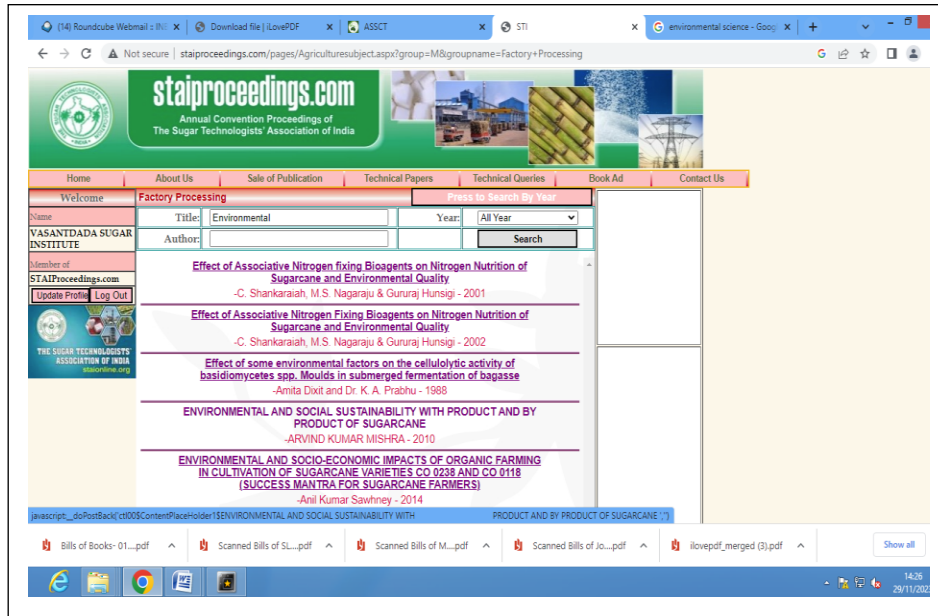 (14) Roundcube Webmail :: IN
Download file | iLovePDF
ASSCT
STI
environmental science - Goog
Not secure | staiproceedings.com/pages/Agriculturesubject.aspx?group=M&groupname=Factory+Processing
staiproceedings.com
Annual Convention Proceedings of
The Sugar Technologists' Association of India
Home
About Us
Sale of Publication
Technical Papers
Technical Queries
Book Ad
Contact Us
Welcome
Name
VASANTDADA SUGAR
INSTITUTE
Member of
STAIProceedings.com
Update Profile Log Out
THE SUGAR TECHNOLOGISTS'
ASSOCIATION OF INDIA
staionline.org
Factory Processing
Press to Search By Year
Title: Environmental
Year: All Year
Author:
Search
Effect of Associative Nitrogen fixing Bioagents on Nitrogen Nutrition of
Sugarcane and Environmental Quality
-C. Shankaraiah, M.S. Nagaraju & Gururaj Hunsigi - 2001
Effect of Associative Nitrogen Fixing Bioagents on Nitrogen Nutrition of
Sugarcane and Environmental Quality
-C. Shankaraiah, M.S. Nagaraju & Gururaj Hunsigi - 2002
Effect of some environmental factors on the cellulolytic activity of
basidiomycetes spp. Moulds in submerged fermentation of bagasse
-Amita Dixit and Dr. K. A. Prabhu - 1988
ENVIRONMENTAL AND SOCIAL SUSTAINABILITY WITH PRODUCT AND BY
PRODUCT OF SUGARCANE
-ARVIND KUMAR MISHRA - 2010
ENVIRONMENTAL AND SOCIO-ECONOMIC IMPACTS OF ORGANIC FARMING
IN CULTIVATION OF SUGARCANE VARIETIES CO 0238 AND CO 0118
(SUCCESS MANTRA FOR SUGARCANE FARMERS)
-Anil Kumar Sawhney - 2014
javascript:__doPostBack('ctl00$ContentPlaceHolder1$ENVIRONMENTAL AND SOCIAL SUSTAINABILITY WITH PRODUCT AND BY PRODUCT OF SUGARCANE ','')
Bills of Books- 01....pdf
Scanned Bills of SL....pdf
Scanned Bills of M....pdf
Scanned Bills of Jo....pdf
ilovepdf_merged (3).pdf
Show all
14:26
29/11/202